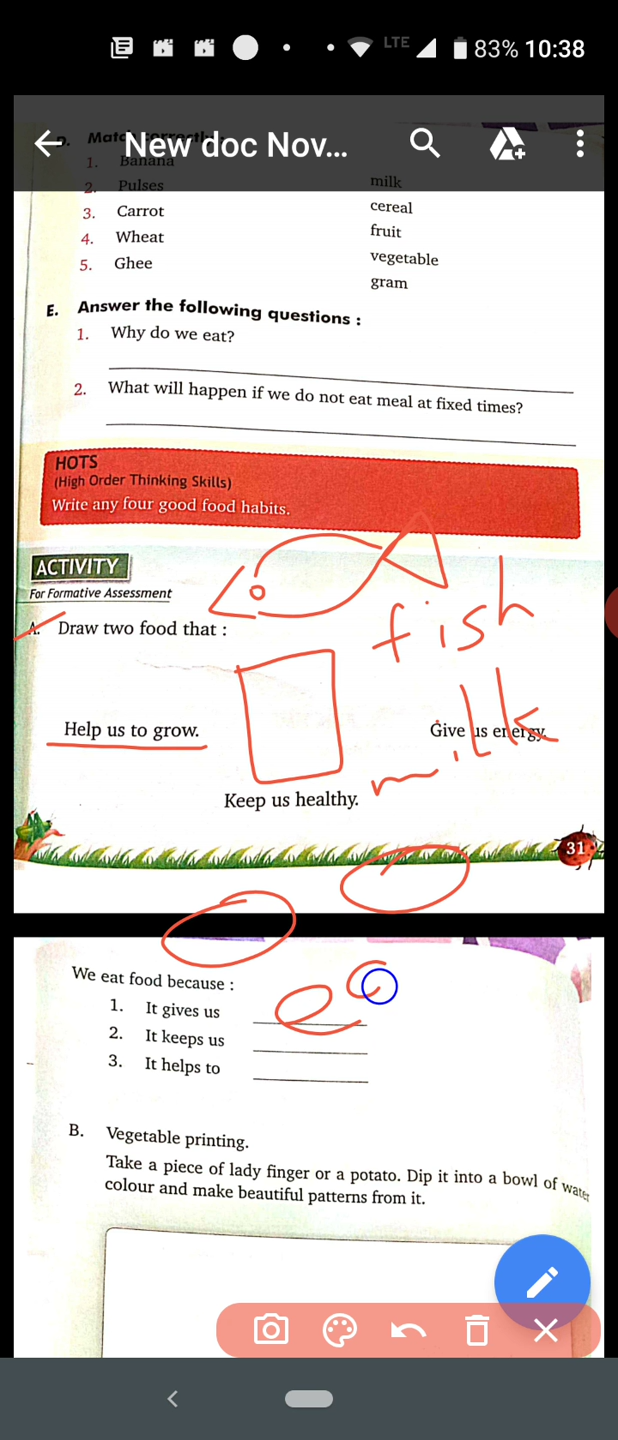 LTE 83% 10:38
D. Match correctly :
New doc Nov...
1. Banana
2. Pulses milk
3. Carrot cereal
4. Wheat fruit
5. Ghee vegetable
gram
E. Answer the following questions :
1. Why do we eat?
2. What will happen if we do not eat meal at fixed times?
HOTS
(High Order Thinking Skills)
Write any four good food habits.
ACTIVITY
For Formative Assessment
fish
A. Draw two food that :
milk
Help us to grow. Give us energy.
Keep us healthy.
31
We eat food because :
1. It gives us
2. It keeps us
3. It helps to
B. Vegetable printing.
Take a piece of lady finger or a potato. Dip it into a bowl of water
colour and make beautiful patterns from it.